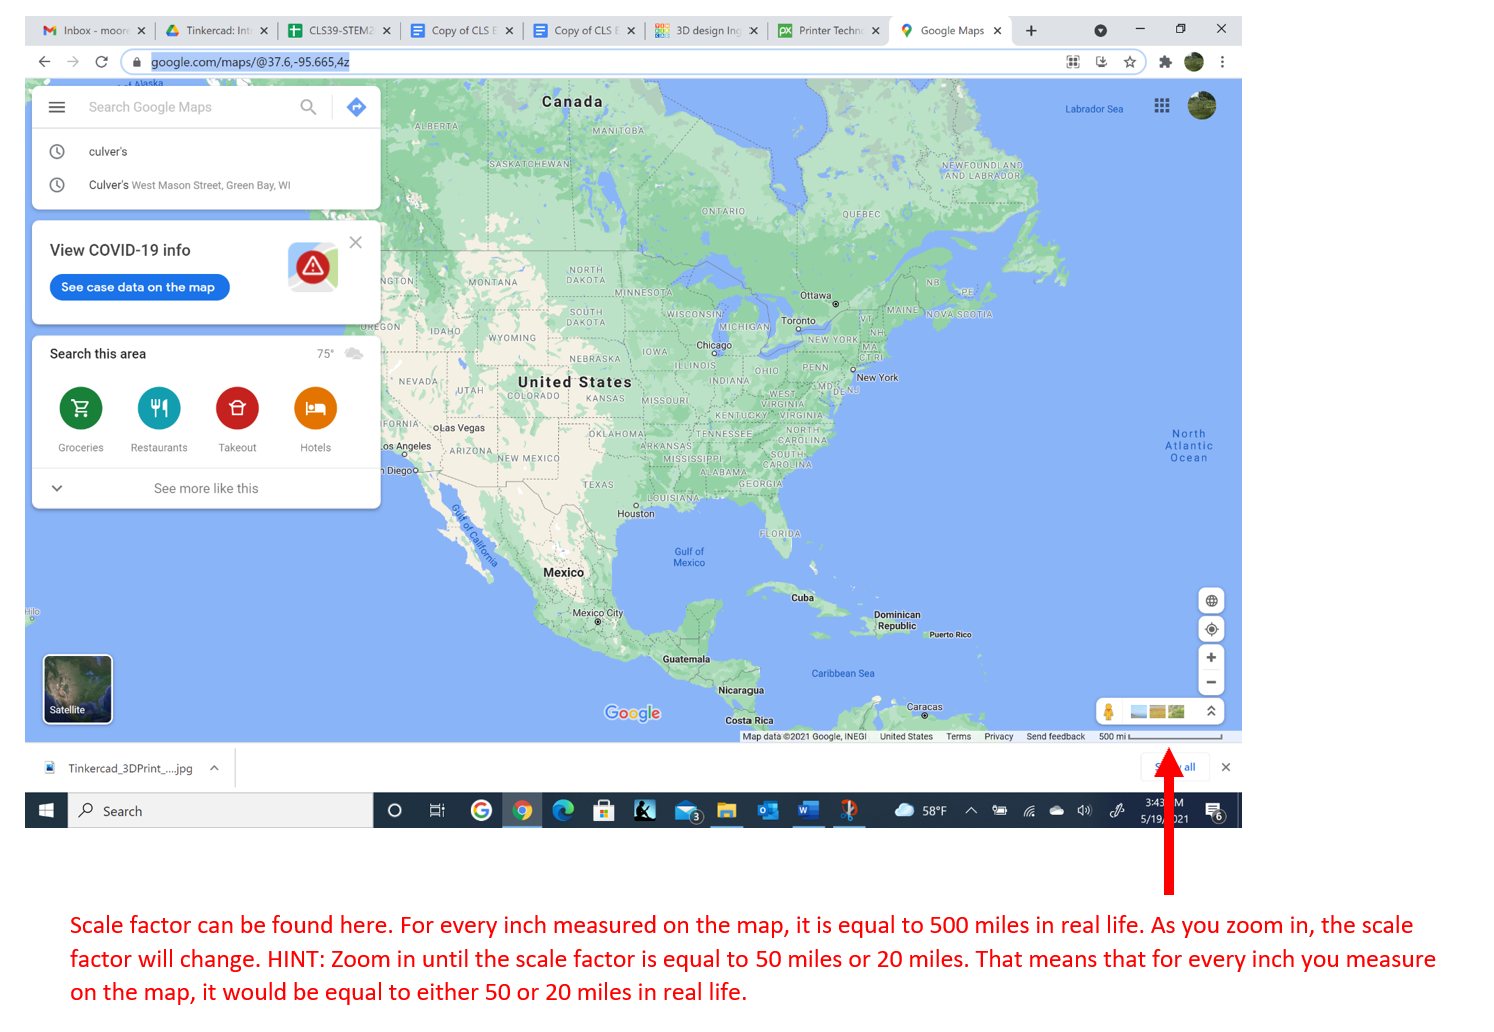 Inbox - moor
Tinkercad: Int
CLS39-STEM2
Copy of CLS E
Copy of CLS E
3D design Ing
Printer Techn
Google Maps
google.com/maps/@37.6,-95.665,4z
Alaska
Search Google Maps
culver's
Culver's West Mason Street, Green Bay, WI
View COVID-19 info
See case data on the map
Search this area
75°
Groceries
Restaurants
Takeout
Hotels
See more like this
Canada
Labrador Sea
ALBERTA
MANITOBA
SASKATCHEWAN
NEWFOUNDLAND
AND LABRADOR
ONTARIO
QUEBEC
NGTON
MONTANA
NORTH
DAKOTA
MINNESOTA
Ottawa
NB
PE
MAINE
NOVA SCOTIA
OREGON
IDAHO
SOUTH
DAKOTA
WISCONSIN
MICHIGAN
Toronto
VT
NH
WYOMING
NEW YORK
MA
CT RI
Chicago
IOWA
NEBRASKA
ILLINOIS
INDIANA
OHIO
PENN
New York
NEVADA
UTAH
United States
COLORADO
KANSAS
MISSOURI
WEST
VIRGINIA
MD
DE
NJ
KENTUCKY
VIRGINIA
IFORNIA
Las Vegas
OKLAHOMA
TENNESSEE
NORTH
CAROLINA
os Angeles
ARIZONA
NEW MEXICO
ARKANSAS
MISSISSIPPI
SOUTH
CAROLINA
n Diego
ALABAMA
GEORGIA
TEXAS
LOUISIANA
Houston
FLORIDA
North
Atlantic
Ocean
Gulf of California
Gulf of
Mexico
Mexico
Cuba
Mexico City
Dominican
Republic
Puerto Rico
Guatemala
Caribbean Sea
Nicaragua
Caracas
Costa Rica
Hilo
Satellite
Google
Map data ©2021 Google, INEGI United States Terms Privacy Send feedback 500 mi
Tinkercad_3DPrint_....jpg
all
Search
3
58°F
3:43 M
5/19/2021
6
Scale factor can be found here. For every inch measured on the map, it is equal to 500 miles in real life. As you zoom in, the scale
factor will change. HINT: Zoom in until the scale factor is equal to 50 miles or 20 miles. That means that for every inch you measure
on the map, it would be equal to either 50 or 20 miles in real life.